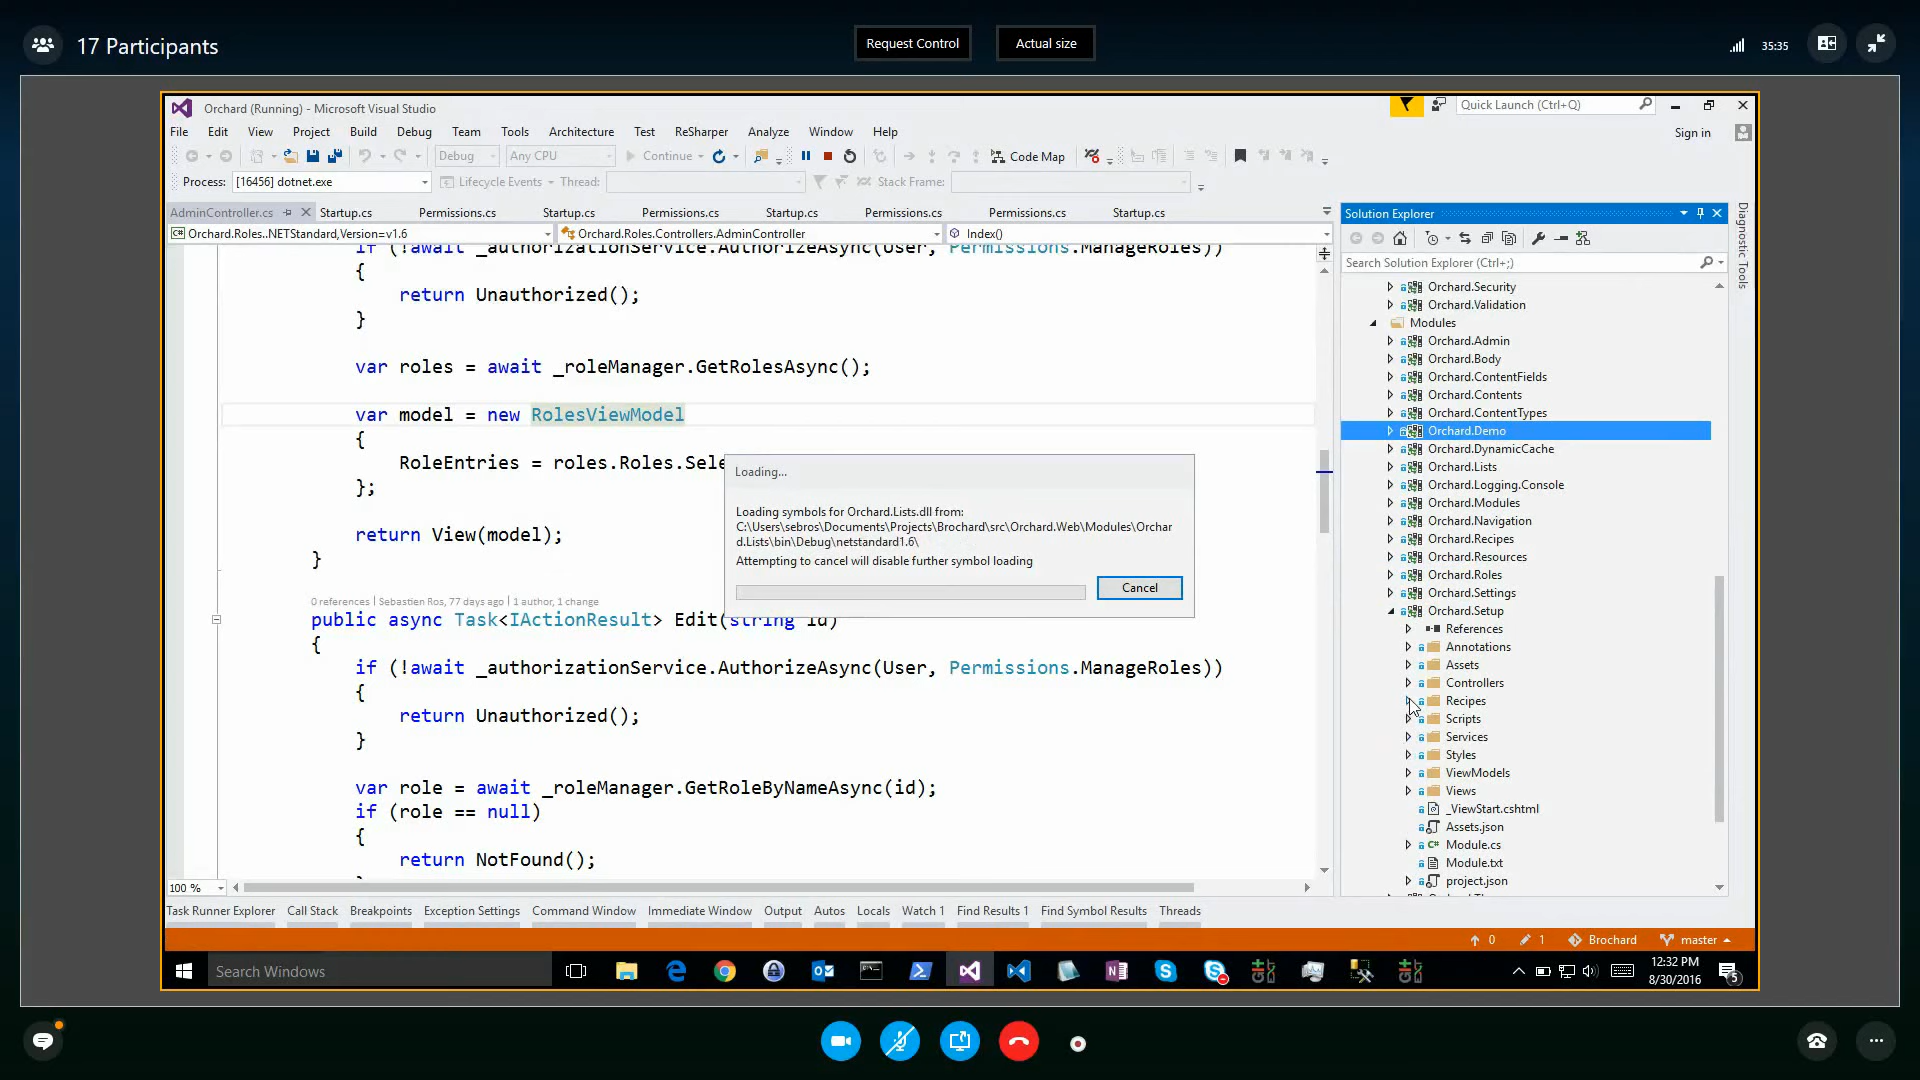 17 Participants
Request Control
Actual size
35:35
Orchard (Running) - Microsoft Visual Studio
Quick Launch (Ctrl+Q)
File Edit View Project Build Debug Team Tools Architecture Test ReSharper Analyze Window Help
Sign in
Debug Any CPU Continue Code Map
Process: [16456] dotnet.exe Lifecycle Events Thread: Stack Frame:
AdminController.cs Startup.cs Permissions.cs Startup.cs Permissions.cs Startup.cs Permissions.cs Permissions.cs Startup.cs
Orchard.Roles..NETStandard,Version=v1.6 Orchard.Roles.Controllers.AdminController Index()
if (!await _authorizationService.AuthorizeAsync(User, Permissions.ManageRoles))
{
return Unauthorized();
}
var roles = await _roleManager.GetRolesAsync();
var model = new RolesViewModel
{
RoleEntries = roles.Roles.Sele
};
return View(model);
}
0 references | Sebastien Ros, 77 days ago | 1 author, 1 change
public async Task<IActionResult> Edit(string id)
{
if (!await _authorizationService.AuthorizeAsync(User, Permissions.ManageRoles))
{
return Unauthorized();
}
var role = await _roleManager.GetRoleByNameAsync(id);
if (role == null)
{
return NotFound();
100 %
Loading...
Loading symbols for Orchard.Lists.dll from:
C:\Users\sebros\Documents\Projects\Brochard\src\Orchard.Web\Modules\Orchar
d.Lists\bin\Debug\netstandard1.6\
Attempting to cancel will disable further symbol loading
Cancel
Solution Explorer
Search Solution Explorer (Ctrl+;)
Orchard.Security
Orchard.Validation
Modules
Orchard.Admin
Orchard.Body
Orchard.ContentFields
Orchard.Contents
Orchard.ContentTypes
Orchard.Demo
Orchard.DynamicCache
Orchard.Lists
Orchard.Logging.Console
Orchard.Modules
Orchard.Navigation
Orchard.Recipes
Orchard.Resources
Orchard.Roles
Orchard.Settings
Orchard.Setup
References
Annotations
Assets
Controllers
Recipes
Scripts
Services
Styles
ViewModels
Views
_ViewStart.cshtml
Assets.json
Module.cs
Module.txt
project.json
Diagnostic Tools
Task Runner Explorer Call Stack Breakpoints Exception Settings Command Window Immediate Window Output Autos Locals Watch 1 Find Results 1 Find Symbol Results Threads
0 1 Brochard master
Search Windows
12:32 PM
8/30/2016
5